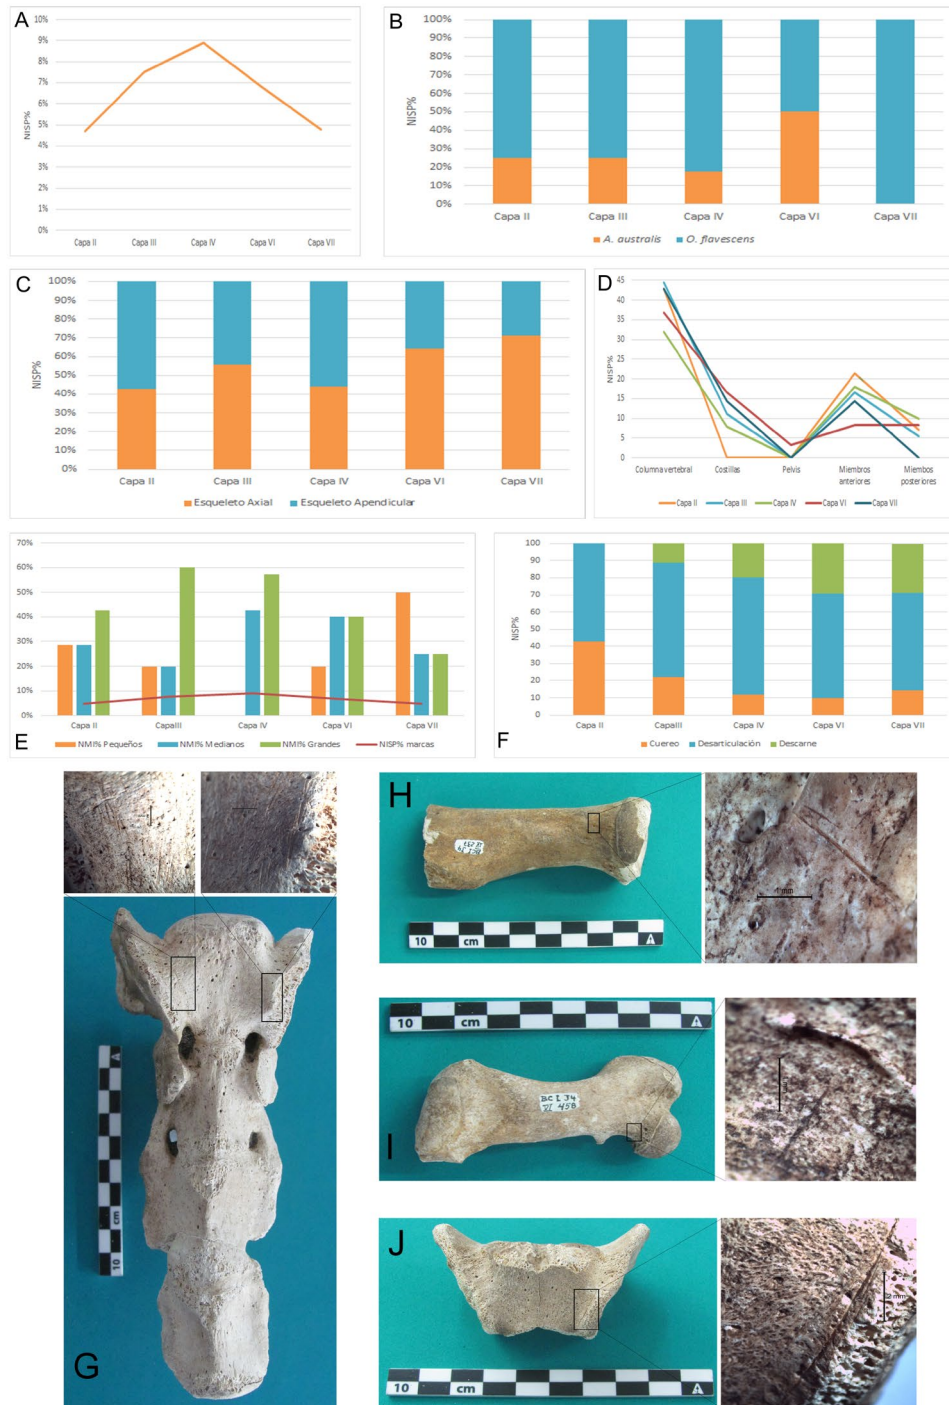 A
10%
9%
8%
7%
6%
5%
4%
3%
2%
1%
0%
NISP%
Capa II
Capa III
Capa IV
Capa VI
Capa VII
B
100%
90%
80%
70%
60%
50%
40%
30%
20%
10%
0%
NISP%
Capa II
Capa III
Capa IV
Capa VI
Capa VII
A. australis
O. flavescens
C
100%
90%
80%
70%
60%
50%
40%
30%
20%
10%
0%
NISP%
Capa II
Capa III
Capa IV
Capa VI
Capa VII
Esqueleto Axial
Esqueleto Apendicular
D
45
40
35
30
25
20
15
10
5
0
NISP%
Columna vertebral
Costillas
Pelvis
Miembros anteriores
Miembos posteriores
Capa II
Capa III
Capa IV
Capa VI
Capa VII
70%
60%
50%
40%
30%
20%
10%
0%
Capa II
CapaIII
Capa IV
Capa VI
Capa VII
E
NMI% Pequeños
NMI% Medianos
NMI% Grandes
NISP% marcas
100
90
80
70
60
50
40
30
20
10
0
NISP%
Capa II
CapaIII
Capa IV
Capa VI
Capa VII
F
Cuereo
Desarticulación
Descarne
G
10
cm
H
10
cm
1 mm
I
10
cm
BC I J4
VI 458
J
10
cm
2 mm